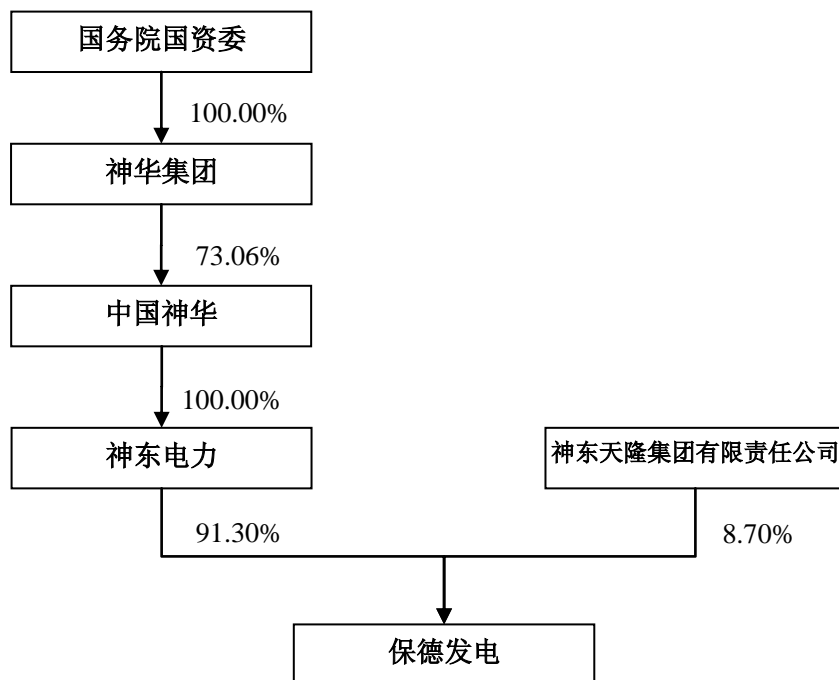 国务院国资委
100.00%
神华集团
73.06%
中国神华
100.00%
神东电力
神东天隆集团有限责任公司
91.30%
8.70%
保德发电